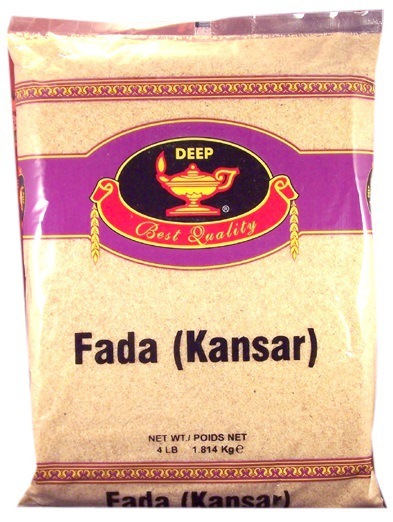 DEEP
®
Best Quality
Fada (Kansar)
NET WT./ POIDS NET
4 LB 1.814 Kg℮
Fada (Kansar)